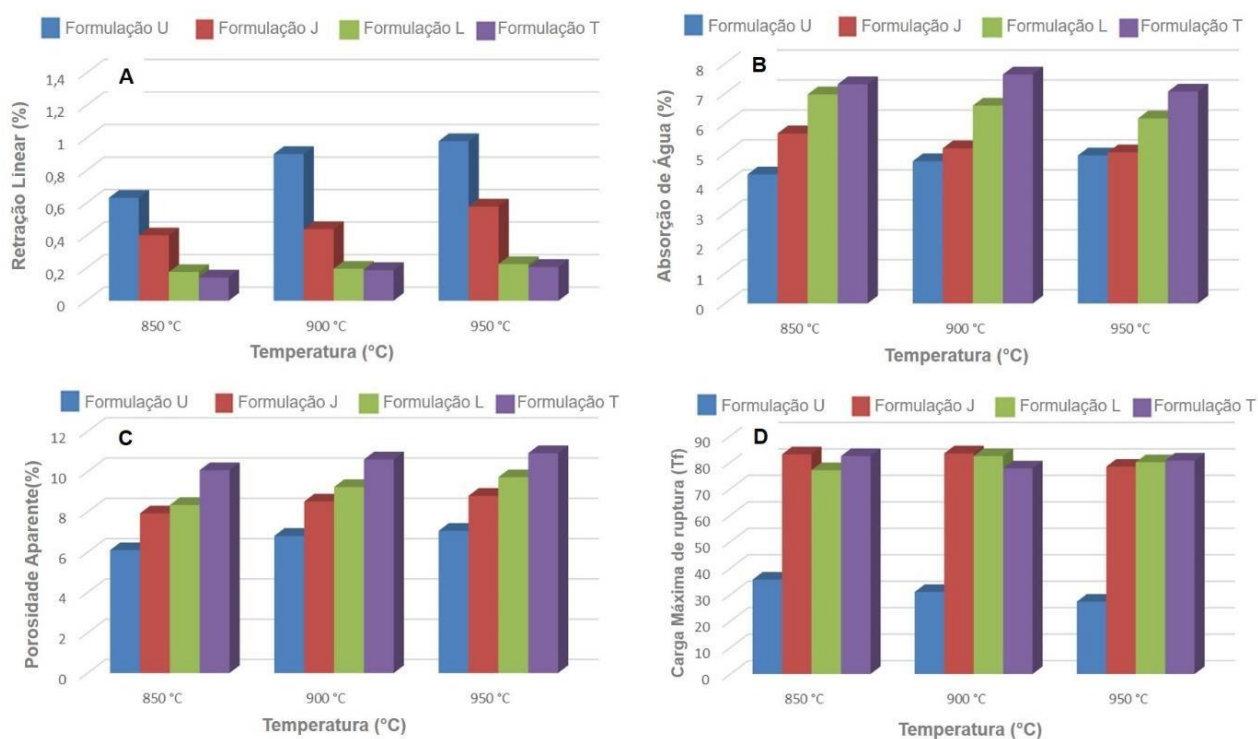 Formulação U Formulação J Formulação L Formulação T
A
Retração Linear (%)
1,4
1,2
1
0,8
0,6
0,4
0,2
0
850 °C 900 °C 950 °C
Temperatura (°C)
Formulação U Formulação J Formulação L Formulação T
B
Absorção de Água (%)
8
7
6
5
4
3
2
1
0
850 °C 900 °C 950 °C
Temperatura (°C)
Formulação U Formulação J Formulação L Formulação T
C
Porosidade Aparente(%)
12
10
8
6
4
2
0
850 °C 900 °C 950 °C
Temperatura (°C)
Formulação U Formulação J Formulação L Formulação T
D
Carga Máxima de ruptura (Tf)
90
80
70
60
50
40
30
20
10
0
850 °C 900 °C 950 °C
Temperatura (°C)